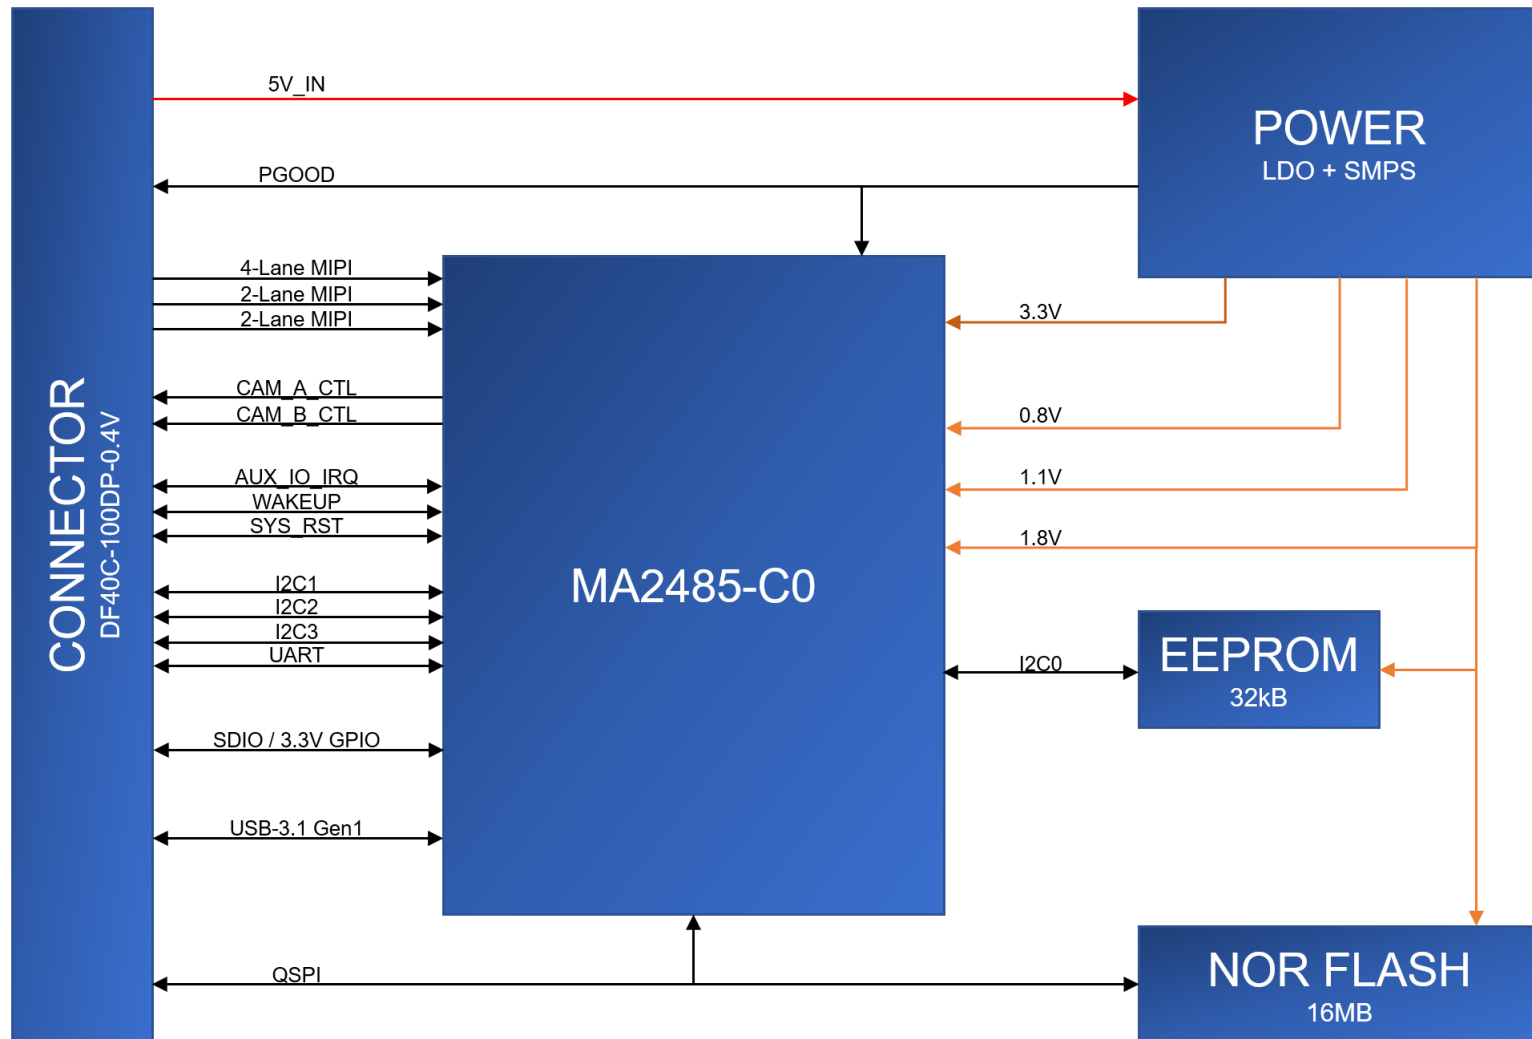 5V_IN
POWER
LDO + SMPS
PGOOD
4-Lane MIPI
2-Lane MIPI
2-Lane MIPI
3.3V
CAM_A_CTL
CAM_B_CTL
0.8V
CONNECTOR
DF40C-100DP-0.4V
AUX_IO_IRQ
WAKEUP
SYS_RST
1.1V
1.8V
MA2485-C0
I2C1
I2C2
I2C3
UART
I2C0
EEPROM
32kB
SDIO / 3.3V GPIO
USB-3.1 Gen1
QSPI
NOR FLASH
16MB